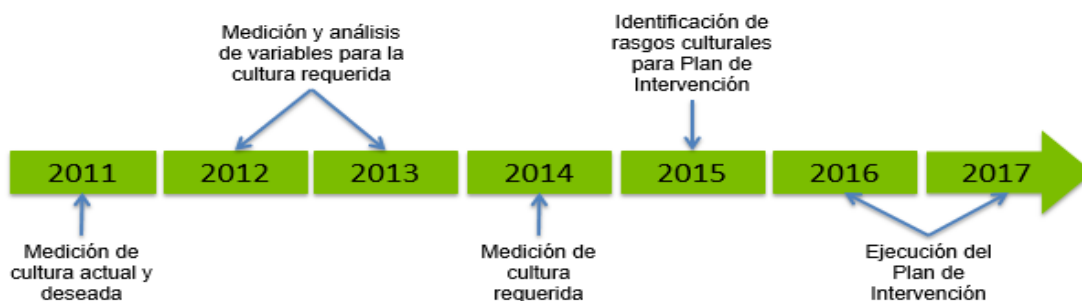 Medición y análisis
de variables para la
cultura requerida
Identificación de
rasgos culturales
para Plan de
Intervención
2011
2012
2013
2014
2015
2016
2017
Medición de
cultura actual y
deseada
Medición de
cultura
requerida
Ejecución del
Plan de
Intervención